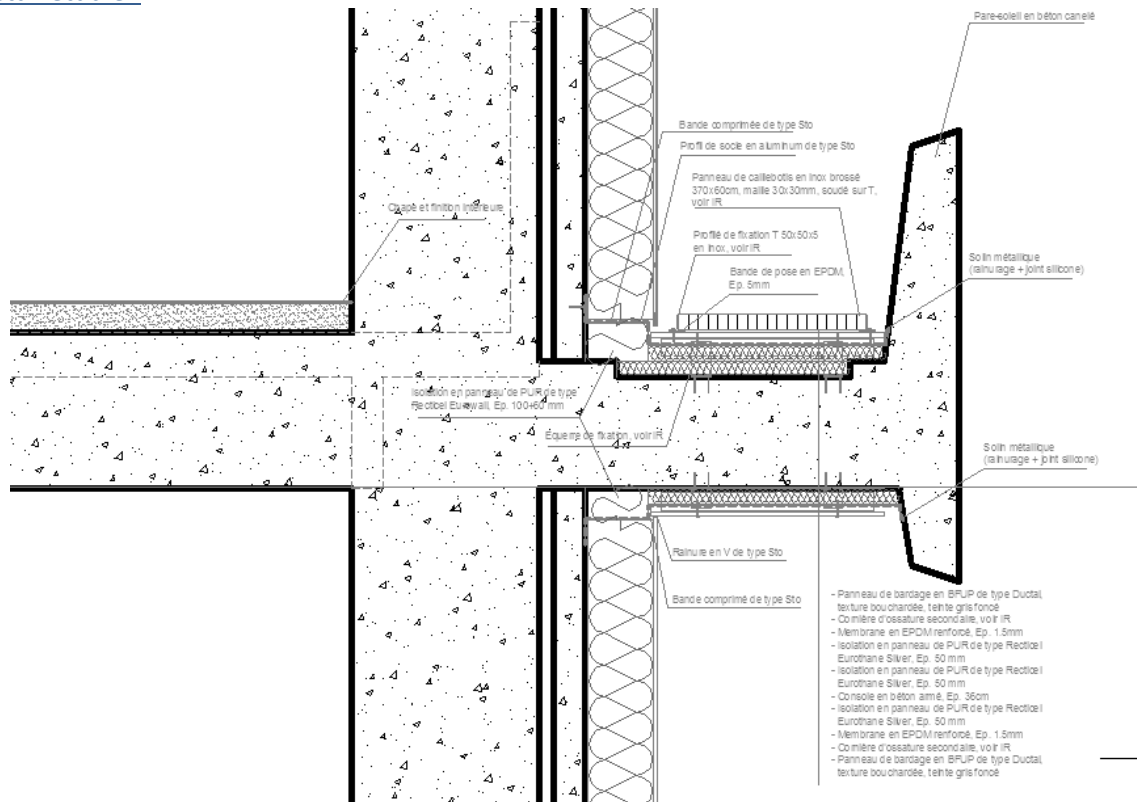 Pare-soleil en béton canelé
Bande comprimée de type Sto
Profil de socle en aluminum de type Sto
Panneau de caillebotis en inox brossé
370x60cm, maille 30x30mm, soudé sur T,
voir IR
Chape et finition intérieure
Profilé de fixation T 50x50x5
en inox, voir IR
Bande de pose en EPDM,
Ep. 5mm
Solin métallique
(rainurage + joint silicone)
Isolation en panneau de PUR de type
Recticel Eurowall, Ep. 100+60 mm
Equerre de fixation, voir IR
Solin métallique
(rainurage + joint silicone)
Rainure en V de type Sto
Bande comprimé de type Sto
- Panneau de bardage en BFUP de type Ductal,
texture bouchardée, teinte gris foncé
- Cornière d'ossature secondaire, voir IR
- Membrane en EPDM renforcé, Ep. 1.5mm
- Isolation en panneau de PUR de type Recticel
Eurothane Silver, Ep. 50 mm
- Isolation en panneau de PUR de type Recticel
Eurothane Silver, Ep. 50 mm
- Console en béton armé, Ep. 36cm
- Isolation en panneau de PUR de type Recticel
Eurothane Silver, Ep. 50 mm
- Membrane en EPDM renforcé, Ep. 1.5mm
- Cornière d'ossature secondaire, voir IR
- Panneau de bardage en BFUP de type Ductal,
texture bouchardée, teinte gris foncé